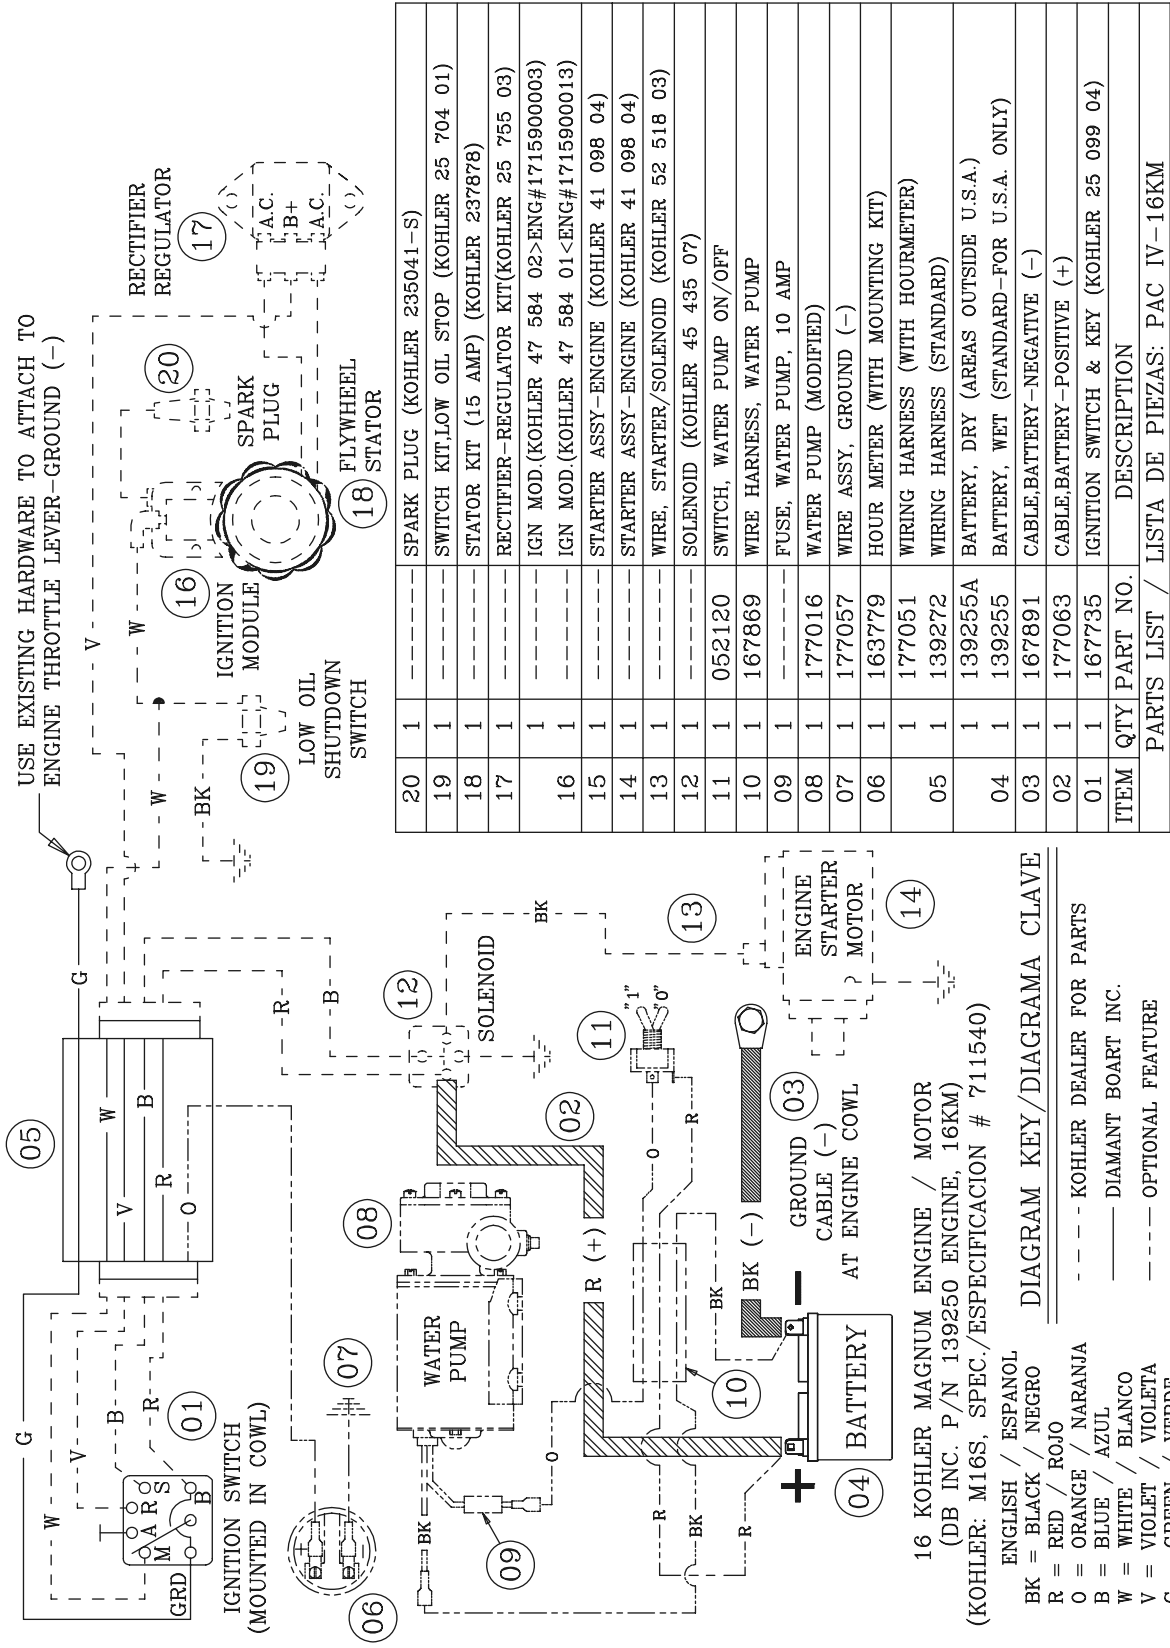 USE EXISTING HARDWARE TO ATTACH TO
ENGINE THROTTLE LEVER-GROUND (-)
G
G
05
W
V
B
R
O
W
V
B
R
01
IGNITION SWITCH
(MOUNTED IN COWL)
M
A
R
S
B
GRD
V
W
W
BK
19
LOW OIL
SHUTDOWN
SWITCH
16
IGNITION
MODULE
20
SPARK
PLUG
18
FLYWHEEL
STATOR
RECTIFIER
REGULATOR
17
A.C.
B+
A.C.
R
B
12
SOLENOID
BK
13
ENGINE
STARTER
MOTOR
14
06
+
07
08
WATER
PUMP
BK
09
O
02
R (+)
11
"1"
"0"
O
R
10
BK
R
BK
R
03
GROUND
CABLE (-)
AT ENGINE COWL
BK (-)
+
-
BATTERY
04
16 KOHLER MAGNUM ENGINE / MOTOR
(DB INC. P/N 139250 ENGINE, 16KM)
(KOHLER: M16S, SPEC./ESPECIFICACION # 711540)
ENGLISH / ESPANOL
BK = BLACK / NEGRO
R = RED / ROJO
O = ORANGE / NARANJA
B = BLUE / AZUL
W = WHITE / BLANCO
V = VIOLET / VIOLETA
G = GREEN / VERDE
DIAGRAM KEY/DIAGRAMA CLAVE
KOHLER DEALER FOR PARTS
DIAMANT BOART INC.
OPTIONAL FEATURE
20 1 ------ SPARK PLUG (KOHLER 235041-S)
19 1 ------ SWITCH KIT,LOW OIL STOP (KOHLER 25 704 01)
18 1 ------ STATOR KIT (15 AMP) (KOHLER 237878)
17 1 ------ RECTIFIER-REGULATOR KIT(KOHLER 25 755 03)
1 ------ IGN MOD.(KOHLER 47 584 02>ENG#1715900003)
16 1 ------ IGN MOD.(KOHLER 47 584 01<ENG#1715900013)
15 1 ------ STARTER ASSY-ENGINE (KOHLER 41 098 04)
14 1 ------ STARTER ASSY-ENGINE (KOHLER 41 098 04)
13 1 ------ WIRE, STARTER/SOLENOID (KOHLER 52 518 03)
12 1 ------ SOLENOID (KOHLER 45 435 07)
11 1 052120 SWITCH, WATER PUMP ON/OFF
10 1 167869 WIRE HARNESS, WATER PUMP
09 1 ------ FUSE, WATER PUMP, 10 AMP
08 1 177016 WATER PUMP (MODIFIED)
07 1 177057 WIRE ASSY, GROUND (-)
06 1 163779 HOUR METER (WITH MOUNTING KIT)
1 177051 WIRING HARNESS (WITH HOURMETER)
05 1 139272 WIRING HARNESS (STANDARD)
1 139255A BATTERY, DRY (AREAS OUTSIDE U.S.A.)
04 1 139255 BATTERY, WET (STANDARD-FOR U.S.A. ONLY)
03 1 167891 CABLE,BATTERY-NEGATIVE (-)
02 1 177063 CABLE,BATTERY-POSITIVE (+)
01 1 167735 IGNITION SWITCH & KEY (KOHLER 25 099 04)
ITEM QTY PART NO. DESCRIPTION
PARTS LIST / LISTA DE PIEZAS: PAC IV-16KM